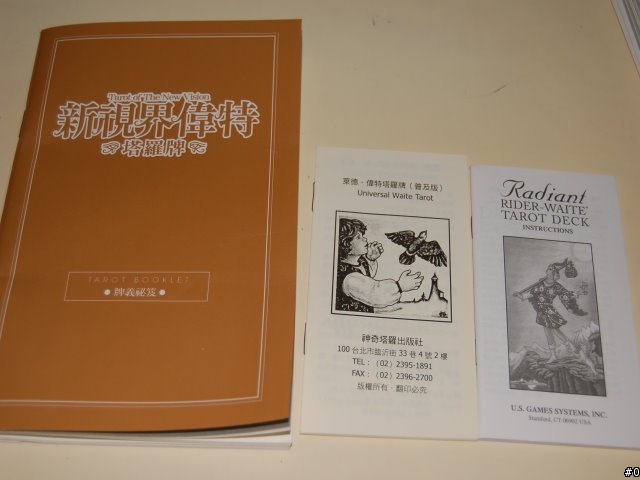 Tarot of The New Vision
新視界偉特
塔羅牌
TAROT BOOKLET
牌義祕笈
萊德．偉特塔羅牌（普及版）
Universal Waite Tarot
神奇塔羅出版社
100 台北市臨沂街 33 巷 4 號 2 樓
TEL：（02）2395-1891
FAX：（02）2396-2700
版權所有．翻印必究
Radiant
RIDER-WAITE®
TAROT DECK
INSTRUCTIONS
U.S. GAMES SYSTEMS, INC.
Stamford, CT 06902 USA
#0